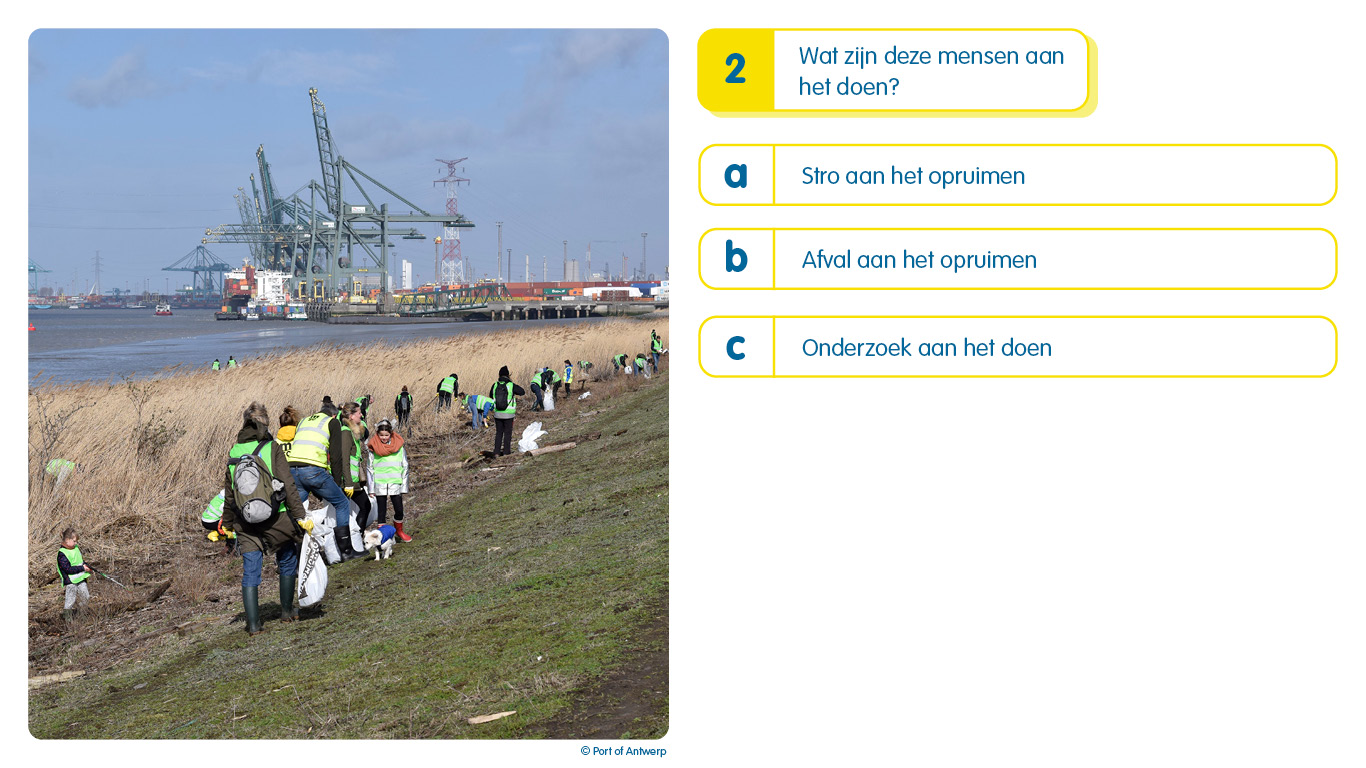 2
Wat zijn deze mensen aan
het doen?
a
Stro aan het opruimen
b
Afval aan het opruimen
c
Onderzoek aan het doen
© Port of Antwerp